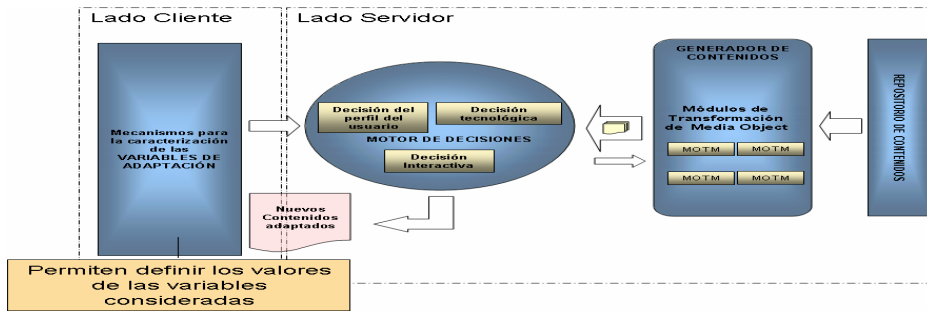 Lado Cliente
Lado Servidor
Mecanismos para
la caracterización
de las
VARIABLES DE
ADAPTACIÓN
Decisión del
perfil del
usuario
Decisión
tecnológica
MOTOR DE DECISIONES
Decisión
Interactiva
GENERADOR DE
CONTENIDOS
Módulos de
Transformación
de Media Object
MOTM
MOTM
MOTM
MOTM
REPOSITORIO DE CONTENIDOS
Nuevos
Contenidos
adaptados
Permiten definir los valores
de las variables
consideradas